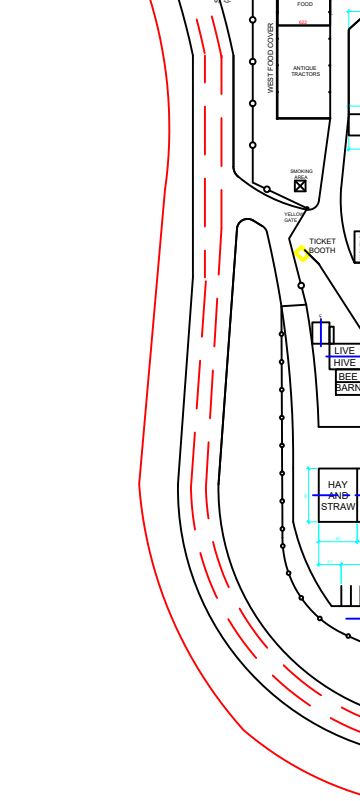 FOOD
622
WEST FOOD COVER
ANTIQUE
TRACTORS
SMOKING
AREA
YELLOW
GATE
TICKET
BOOTH
LIVE
HIVE
BEE
BARN
HAY
AND
STRAW